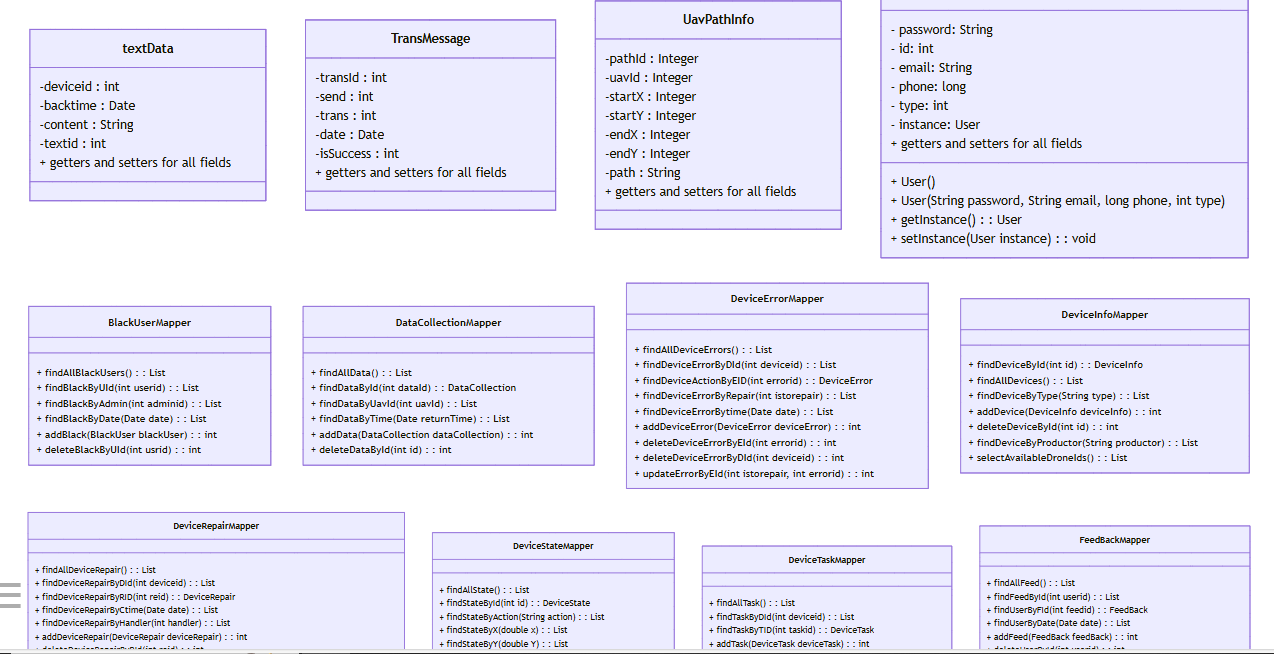 textData
-deviceid : int
-backtime : Date
-content : String
-textid : int
+ getters and setters for all fields
TransMessage
-transId : int
-send : int
-trans : int
-date : Date
-isSuccess : int
+ getters and setters for all fields
UavPathInfo
-pathId : Integer
-uavId : Integer
-startX : Integer
-startY : Integer
-endX : Integer
-endY : Integer
-path : String
+ getters and setters for all fields
- password: String
- id: int
- email: String
- phone: long
- type: int
- instance: User
+ getters and setters for all fields
+ User()
+ User(String password, String email, long phone, int type)
+ getInstance() : : User
+ setInstance(User instance) : : void
BlackUserMapper
+ findAllBlackUsers() : : List
+ findBlackByUId(int userid) : : List
+ findBlackByAdmin(int adminid) : : List
+ findBlackByDate(Date date) : : List
+ addBlack(BlackUser blackUser) : : int
+ deleteBlackByUId(int usrid) : : int
DataCollectionMapper
+ findAllData() : : List
+ findDataById(int dataId) : : DataCollection
+ findDataByUavId(int uavId) : : List
+ findDataByTime(Date returnTime) : : List
+ addData(DataCollection dataCollection) : : int
+ deleteDataById(int id) : : int
DeviceErrorMapper
+ findAllDeviceErrors() : : List
+ findDeviceErrorByDId(int deviceid) : : List
+ findDeviceActionByEID(int errorid) : : DeviceError
+ findDeviceErrorByRepair(int istorepair) : : List
+ findDeviceErrorBytime(Date date) : : List
+ addDeviceError(DeviceError deviceError) : : int
+ deleteDeviceErrorByEId(int errorid) : : int
+ deleteDeviceErrorByDId(int deviceid) : : int
+ updateErrorByEId(int istorepair, int errorid) : : int
DeviceInfoMapper
+ findDeviceById(int id) : : DeviceInfo
+ findAllDevices() : : List
+ findDeviceByType(String type) : : List
+ addDevice(DeviceInfo deviceInfo) : : int
+ deleteDeviceById(int id) : : int
+ findDeviceByProductor(String productor) : : List
+ selectAvailableDroneIds() : : List
DeviceRepairMapper
+ findAllDeviceRepair() : : List
+ findDeviceRepairByDId(int deviceid) : : List
+ findDeviceRepairByRID(int reid) : : DeviceRepair
+ findDeviceRepairByCtime(Date date) : : List
+ findDeviceRepairByHandler(int handler) : : List
+ addDeviceRepair(DeviceRepair deviceRepair) : : int
DeviceStateMapper
+ findAllState() : : List
+ findStateById(int id) : : DeviceState
+ findStateByAction(String action) : : List
+ findStateByX(double x) : : List
+ findStateByY(double Y) : : List
DeviceTaskMapper
+ findAllTask() : : List
+ findTaskByDId(int deviceid) : : List
+ findTaskByTID(int taskid) : : DeviceTask
+ addTask(DeviceTask deviceTask) : : int
FeedBackMapper
+ findAllFeed() : : List
+ findFeedById(int userid) : : List
+ findUserByFId(int feedid) : : FeedBack
+ findUserByDate(Date date) : : List
+ addFeed(FeedBack feedBack) : : int